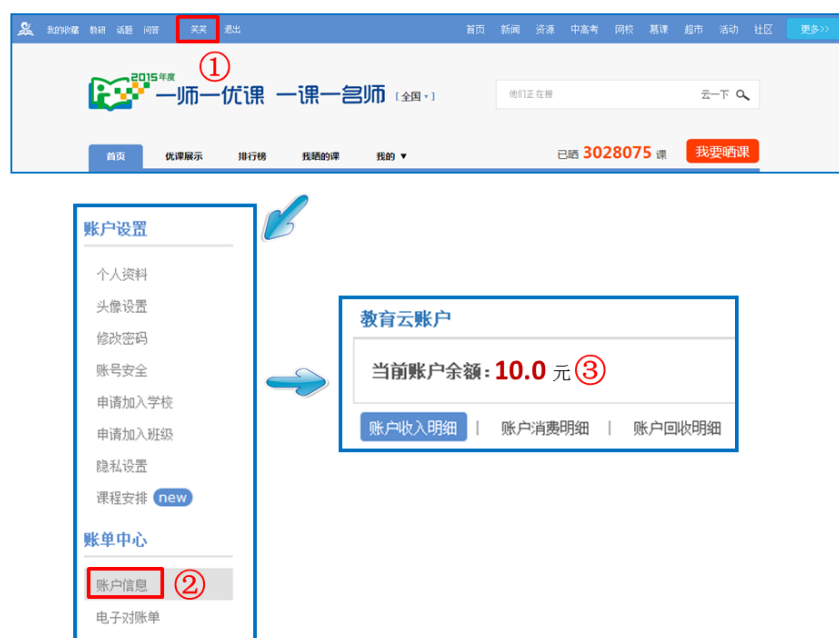 我的收藏 教研 话题 问答 笑笑 退出 首页 新闻 资源 中高考 网校 慕课 超市 活动 社区 更多>>
①
2015年度
一师一优课 一课一名师 [全国▾] 他们正在搜 云一下
首页 优课展示 排行榜 我晒的课 我的▼ 已晒 3028075 课 我要晒课
账户设置
个人资料
头像设置
修改密码
账号安全
申请加入学校
申请加入班级
隐私设置
课程安排 new
账单中心
账户信息 ②
电子对账单
教育云账户
当前账户余额:10.0 元③
账户收入明细 | 账户消费明细 | 账户回收明细